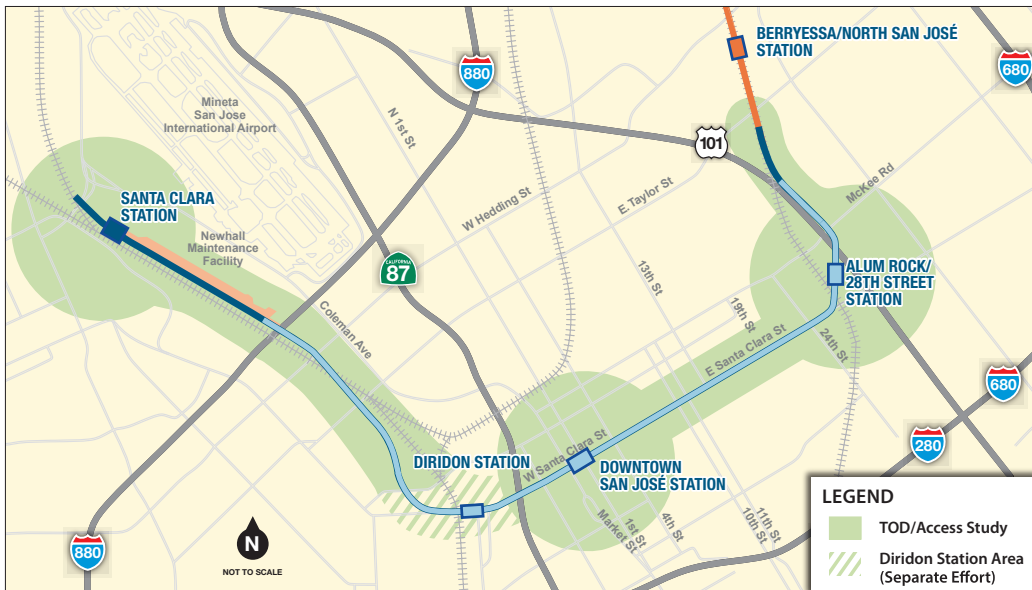 BERRYESSA/NORTH SAN JOSÉ
STATION
880
680
Mineta
San Jose
International Airport
N 1st St
101
McKee Rd
E Taylor St
W Hedding St
SANTA CLARA
STATION
Newhall
Maintenance
Facility
CALIFORNIA
87
13th St
ALUM ROCK/
28TH STREET
STATION
Coleman Ave
19th St
24th St
E Santa Clara St
680
280
W Santa Clara St
DIRIDON STATION
DOWNTOWN
SAN JOSÉ STATION
Market St
1st St
4th St
10th St
11th St
880
N
NOT TO SCALE
LEGEND
TOD/Access Study
Diridon Station Area
(Separate Effort)